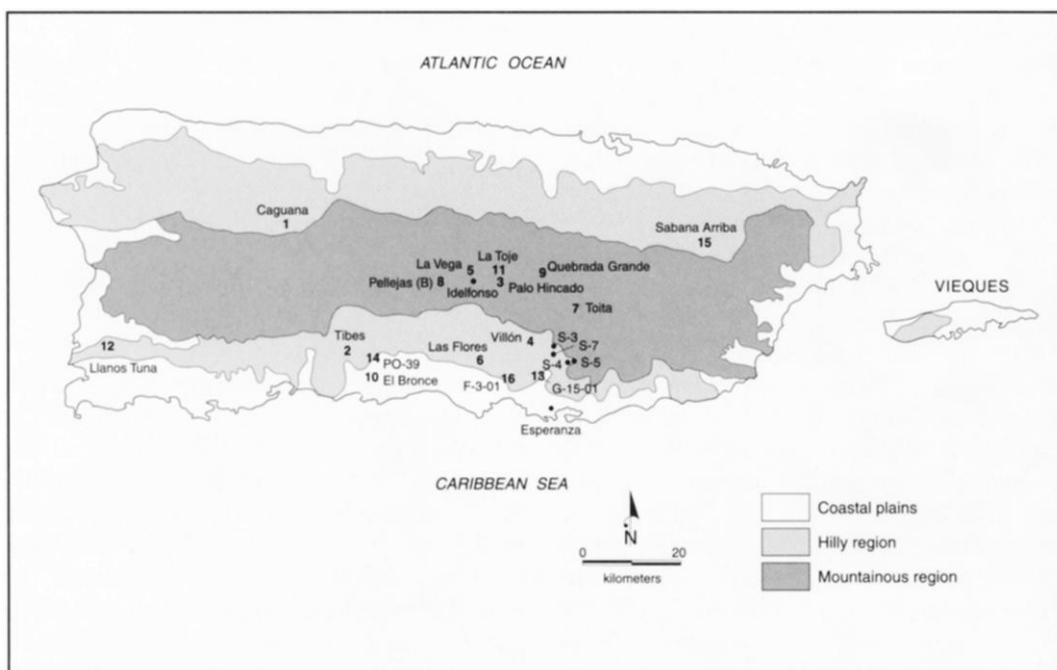 ATLANTIC OCEAN
Caguana
1
Sabana Arriba
15
La Toje
La Vega 5 11 9 Quebrada Grande
Pellejas (B) 8 3 Palo Hincado
Idelfonso
VIEQUES
7 Toita
Tibes
2
Villón 4 S-3
S-7
12
Llanos Tuna
14
PO-39
Las Flores
6
S-4 S-5
10 El Bronce
F-3-01 16 13
G-15-01
Esperanza
CARIBBEAN SEA
N
0 20
kilometers
Coastal plains
Hilly region
Mountainous region